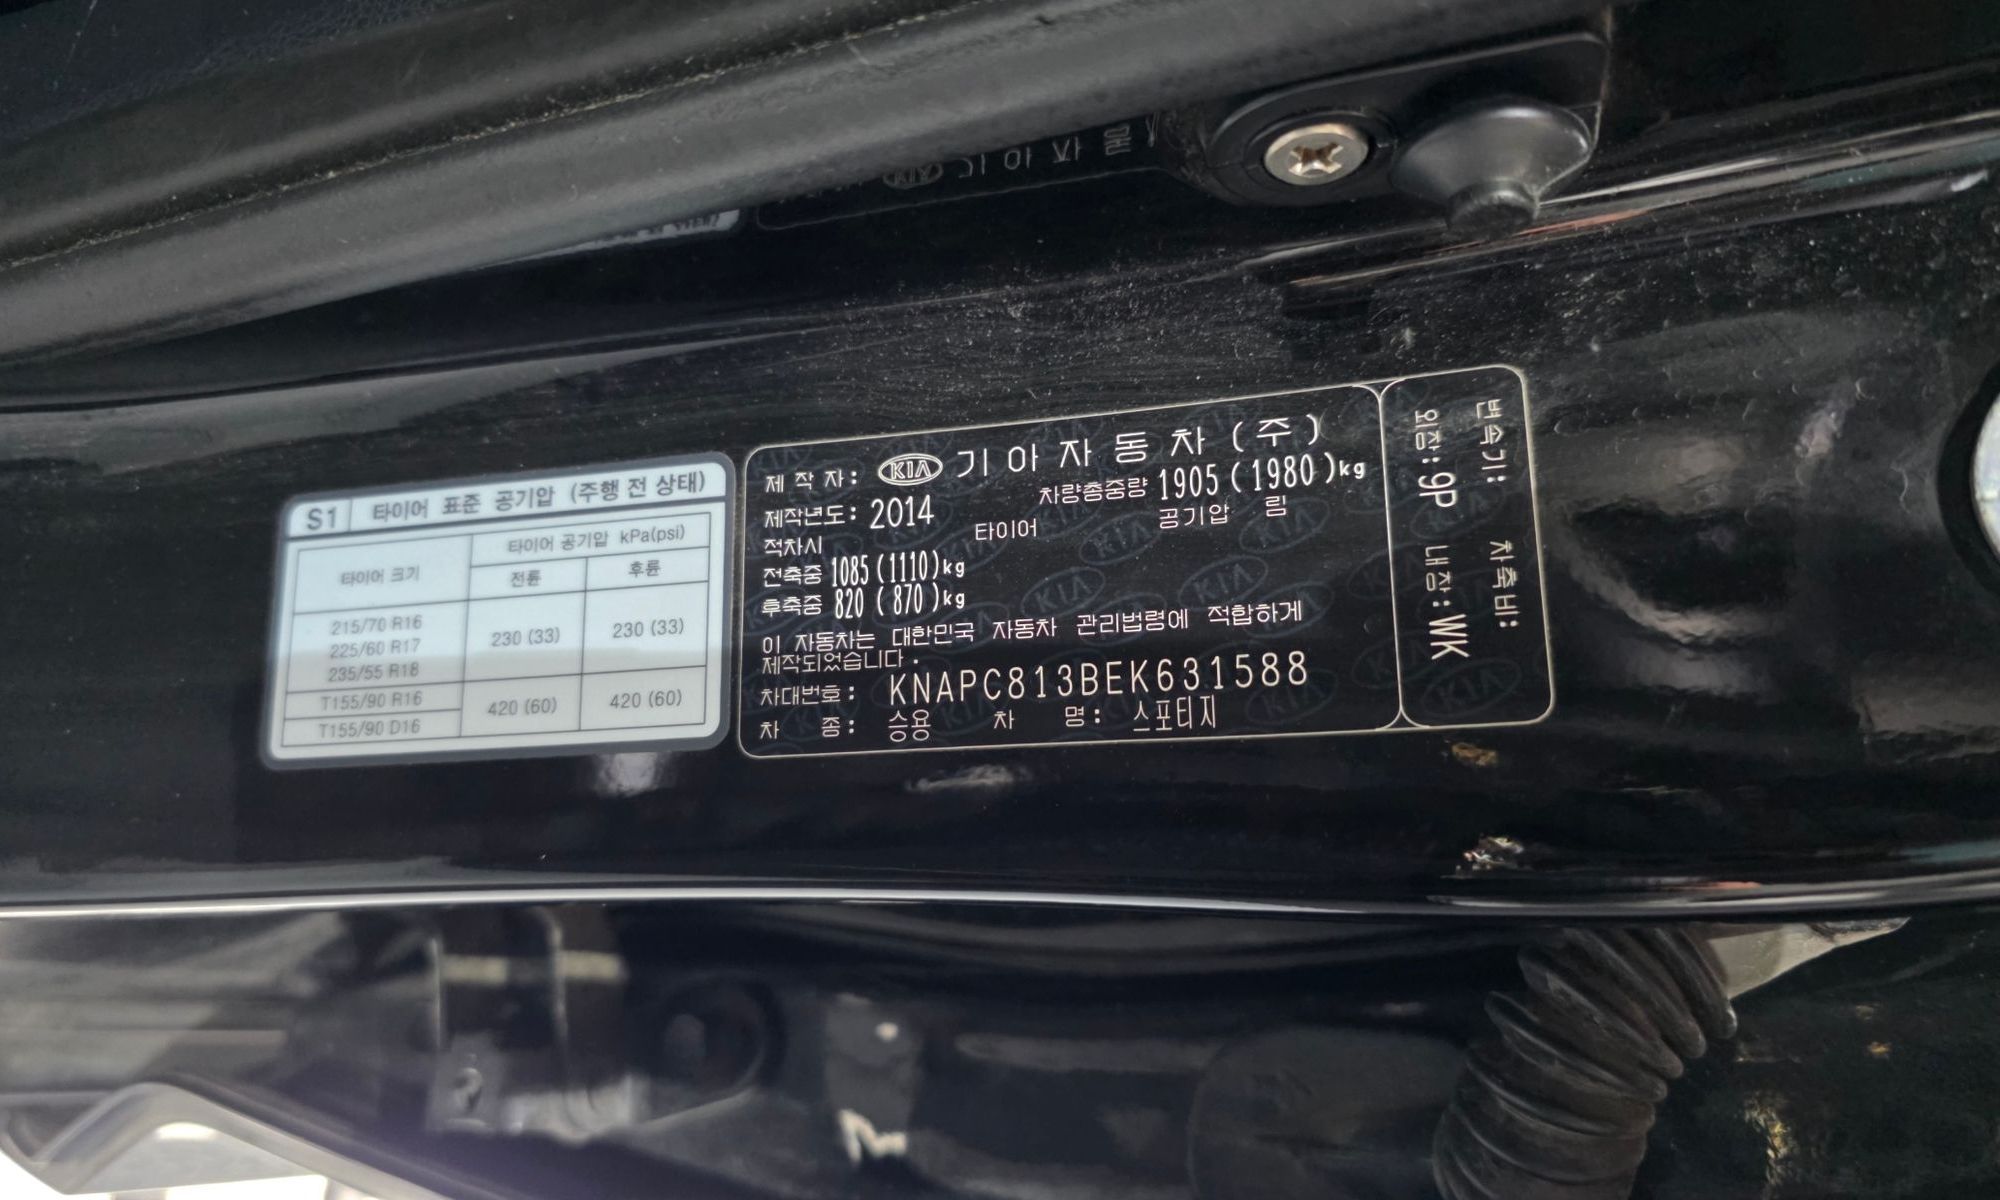 S1 타이어 표준 공기압 (주행 전 상태)
타이어 크기 타이어 공기압 kPa(psi)
전륜 후륜
215/70 R16
225/60 R17 230 (33) 230 (33)
235/55 R18
T155/90 R16 420 (60) 420 (60)
T155/90 D16
제작자: KIA 기아자동차(주)
제작년도: 2014 차량총중량 1905 (1980)kg
적차시 타이어 공기압 림
전축중 1085 (1110)kg
후축중 820 (870)kg
이 자동차는 대한민국 자동차 관리법령에 적합하게
제작되었습니다.
차대번호: KNAPC813BEK631588
차 종: 승용 차 명: 스포티지
변속기: 차축비:
외장: 9P 내장: WK